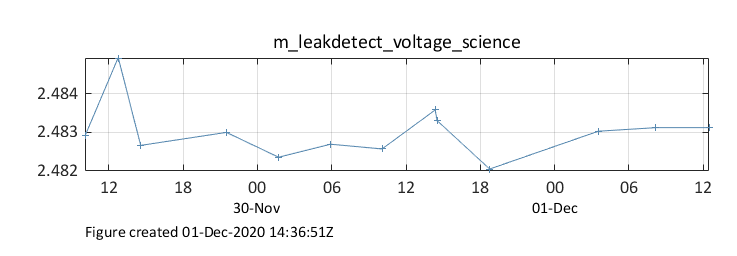 m_leakdetect_voltage_science
2.484
2.483
2.482
12 18 00 06 12 18 00 06 12
30-Nov 01-Dec
Figure created 01-Dec-2020 14:36:51Z